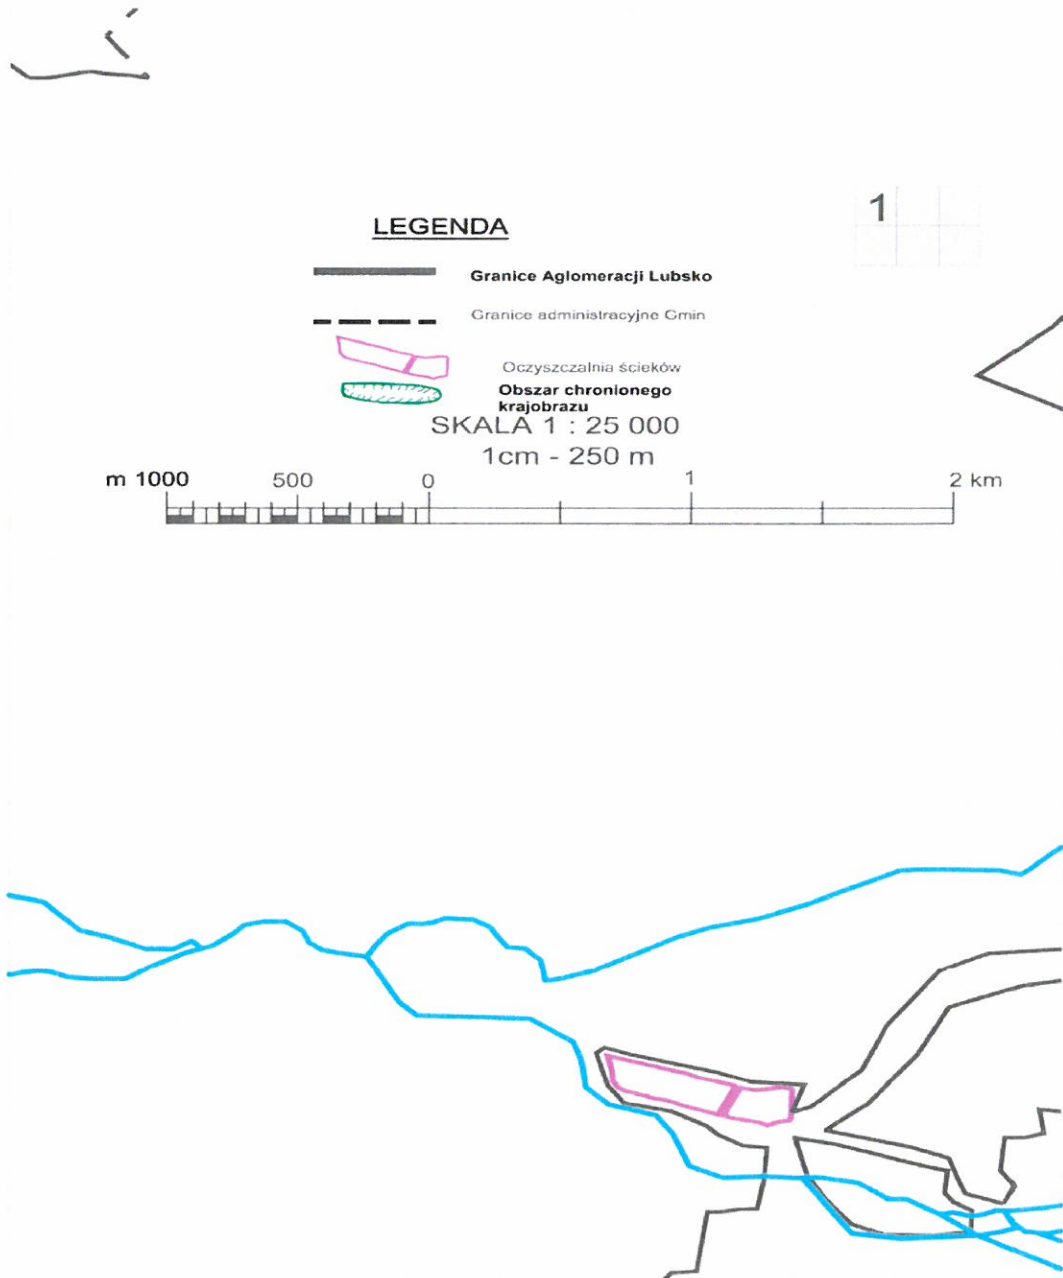 1
LEGENDA
Granice Aglomeracji Lubsko
Granice administracyjne Gmin
Oczyszczalnia ścieków
Obszar chronionego
krajobrazu
SKALA 1 : 25 000
1cm - 250 m
m 1000 500 0 1 2 km